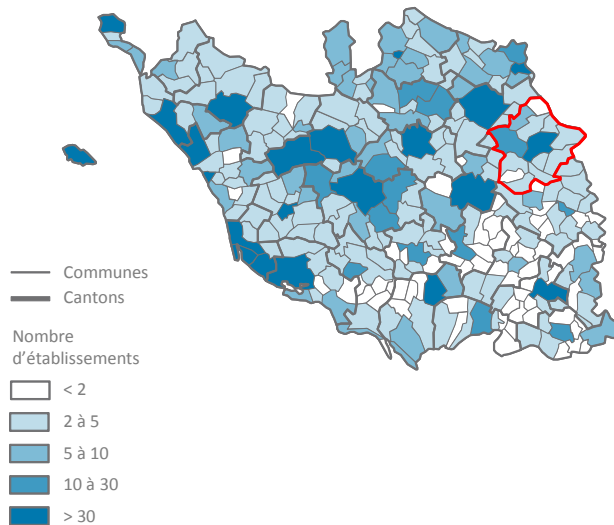 Communes
Cantons
Nombre
d’établissements
< 2
2 à 5
5 à 10
10 à 30
> 30